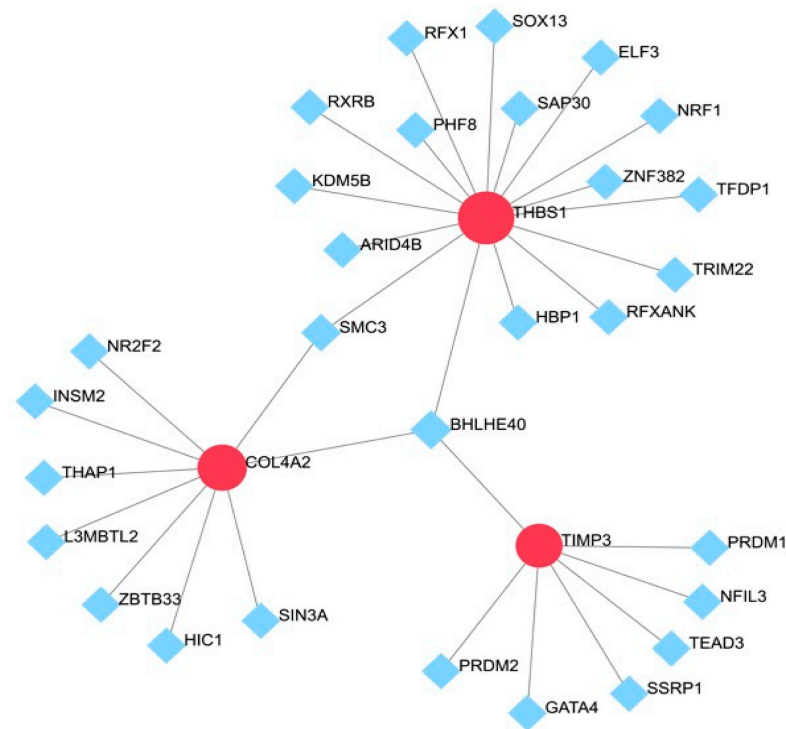 SOX13
RFX1
ELF3
RXRB
SAP30
PHF8
NRF1
KDM5B
ZNF382
TFDP1
THBS1
ARID4B
TRIM22
HBP1
RFXANK
SMC3
NR2F2
INSM2
BHLHE40
COL4A2
THAP1
L3MBTL2
TIMP3
PRDM1
ZBTB33
NFIL3
SIN3A
HIC1
TEAD3
PRDM2
SSRP1
GATA4